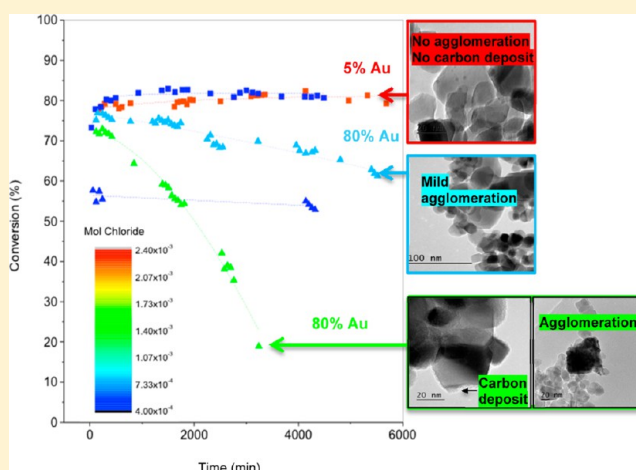 100
90
80
70
60
50
40
30
20
10
0
Conversion (%)
0
2000
4000
6000
Time (min)
Mol Chloride
2.40x10⁻³
2.07x10⁻³
1.73x10⁻³
1.40x10⁻³
1.07x10⁻³
7.33x10⁻⁴
4.00x10⁻⁴
5% Au
80% Au
80% Au
No agglomeration
No carbon deposit
Mild
agglomeration
100 nm
Carbon
deposit
20 nm
Agglomeration